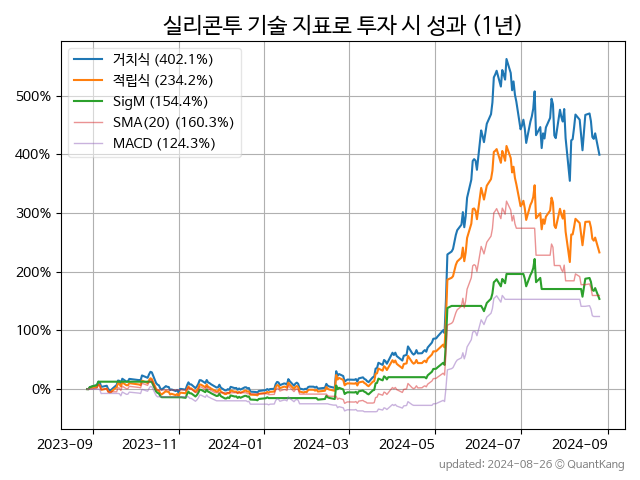 실리콘투 기술 지표로 투자 시 성과 (1년)
거치식 (402.1%)
적립식 (234.2%)
SigM (154.4%)
SMA(20) (160.3%)
MACD (124.3%)
500%
400%
300%
200%
100%
0%
2023-09 2023-11 2024-01 2024-03 2024-05 2024-07 2024-09
updated: 2024-08-26 © QuantKang